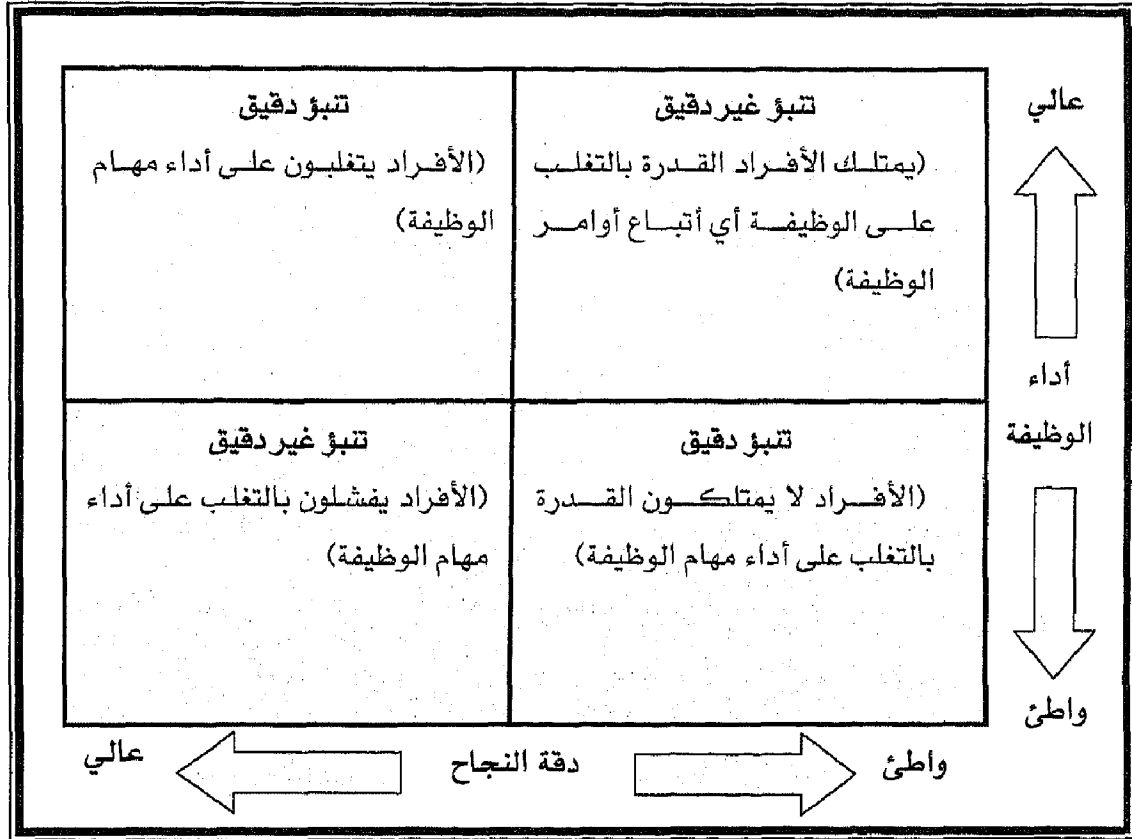 عالي
تنبؤ غير دقيق
(يمتلك الأفراد القدرة بالتغلب
على الوظيفة أي أتباع أوامر
الوظيفة)
تنبؤ دقيق
(الأفراد يتغلبون على أداء مهام
الوظيفة)
أداء
الوظيفة
تنبؤ دقيق
(الأفراد لا يمتلكون القدرة
بالتغلب على أداء مهام الوظيفة)
تنبؤ غير دقيق
(الأفراد يفشلون بالتغلب على أداء
مهام الوظيفة)
واطئ
واطئ
دقة النجاح
عالي